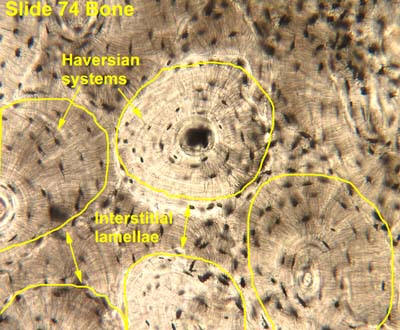 Slide 74 Bone
Haversian
systems
Interstitial
lamellae